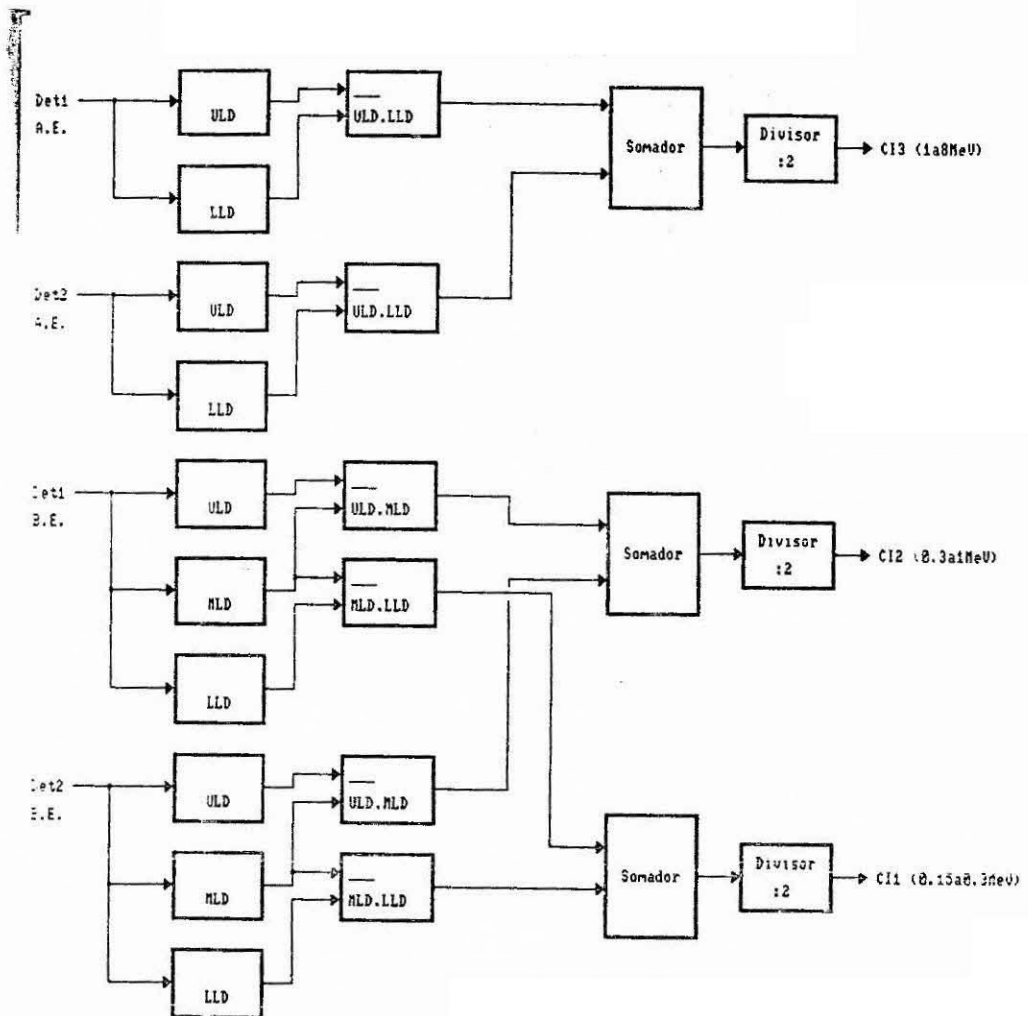 Det1
A.E.
ULD
LLD
ULD.LLD
Somador
Divisor
:2
CI3 (1a8MeV)
Det2
A.E.
ULD
LLD
ULD.LLD
Det1
B.E.
ULD
MLD
LLD
ULD.MLD
MLD.LLD
Somador
Divisor
:2
CI2 (0.3a1MeV)
Det2
B.E.
ULD
MLD
LLD
ULD.MLD
MLD.LLD
Somador
Divisor
:2
CI1 (0.15a0.3MeV)